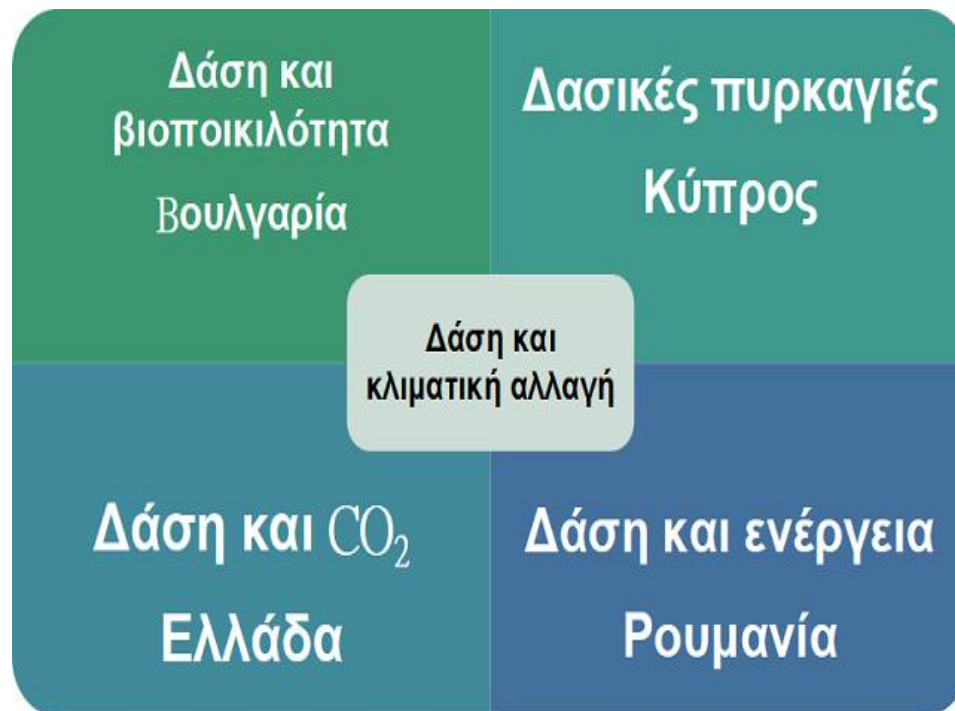 Δάση και
βιοποικιλότητα
Βουλγαρία
Δασικές πυρκαγιές
Κύπρος
Δάση και
κλιματική αλλαγή
Δάση και CO₂
Ελλάδα
Δάση και ενέργεια
Ρουμανία